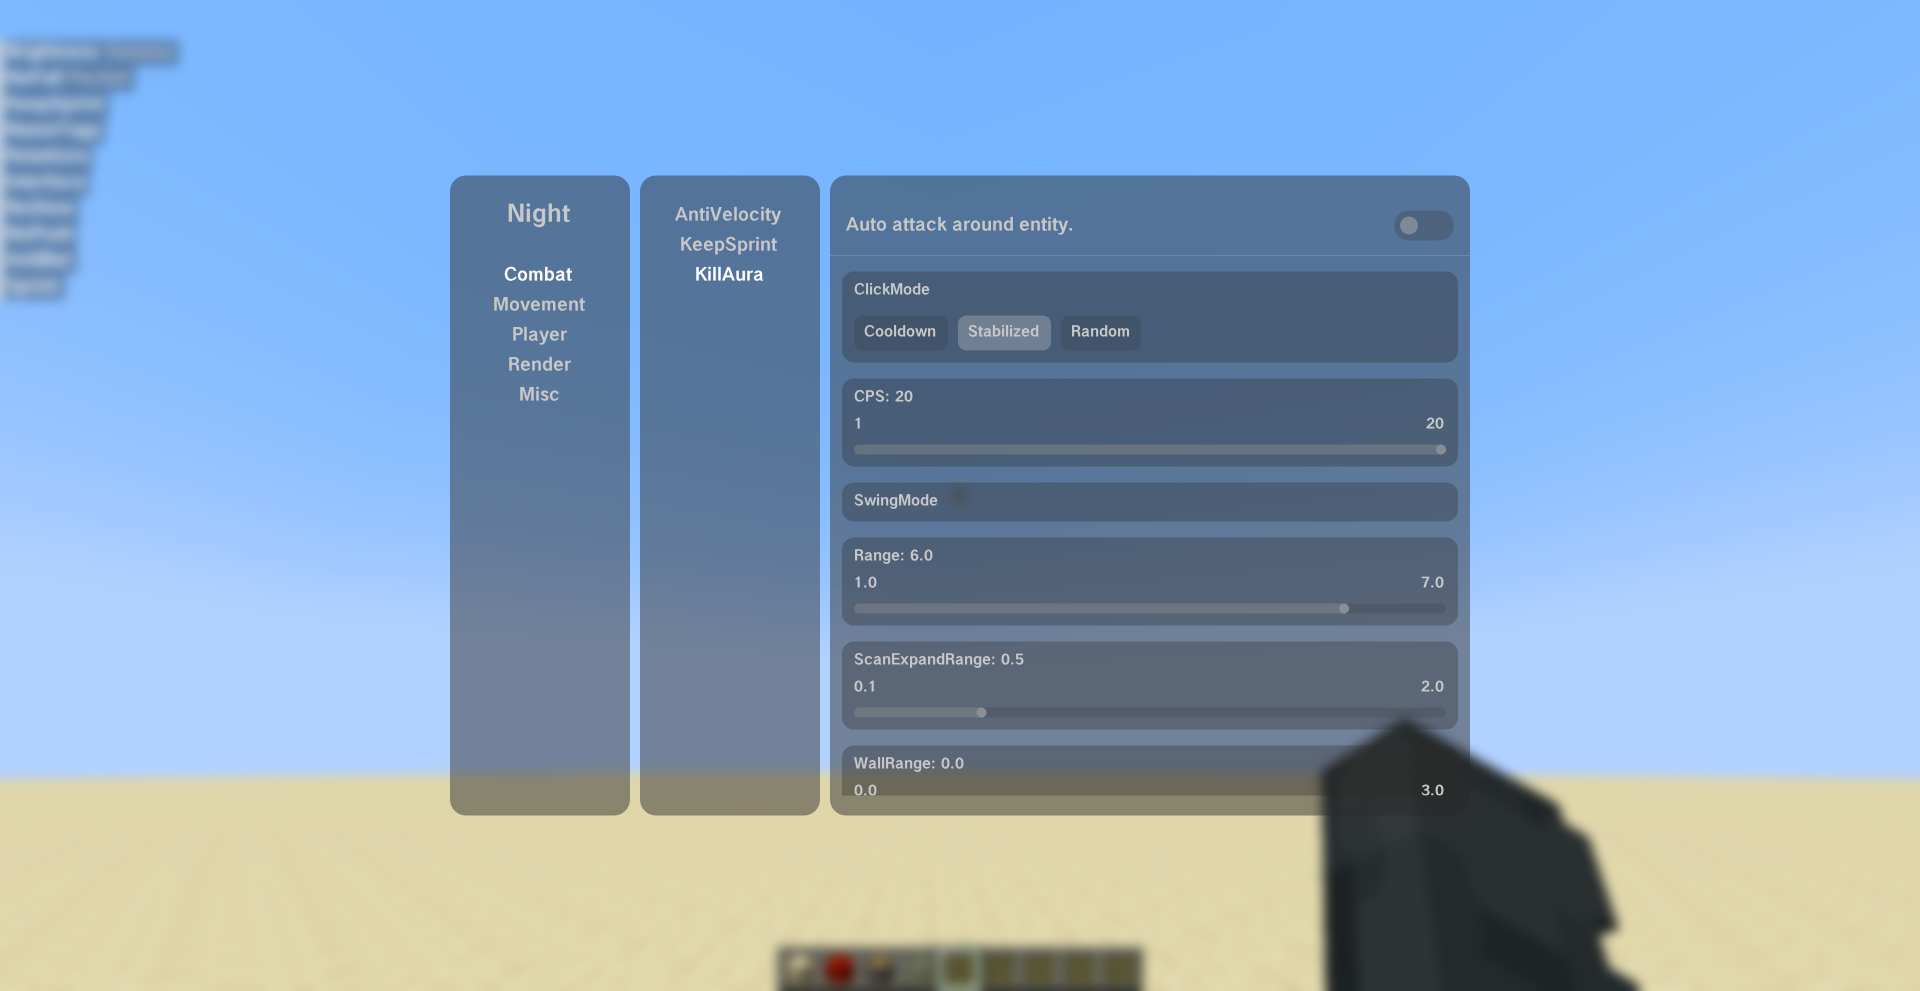 Night
Combat
Movement
Player
Render
Misc
AntiVelocity
KeepSprint
KillAura
Auto attack around entity.
ClickMode
Cooldown Stabilized Random
CPS: 20
1 20
SwingMode
Range: 6.0
1.0 7.0
ScanExpandRange: 0.5
0.1 2.0
WallRange: 0.0
0.0 3.0